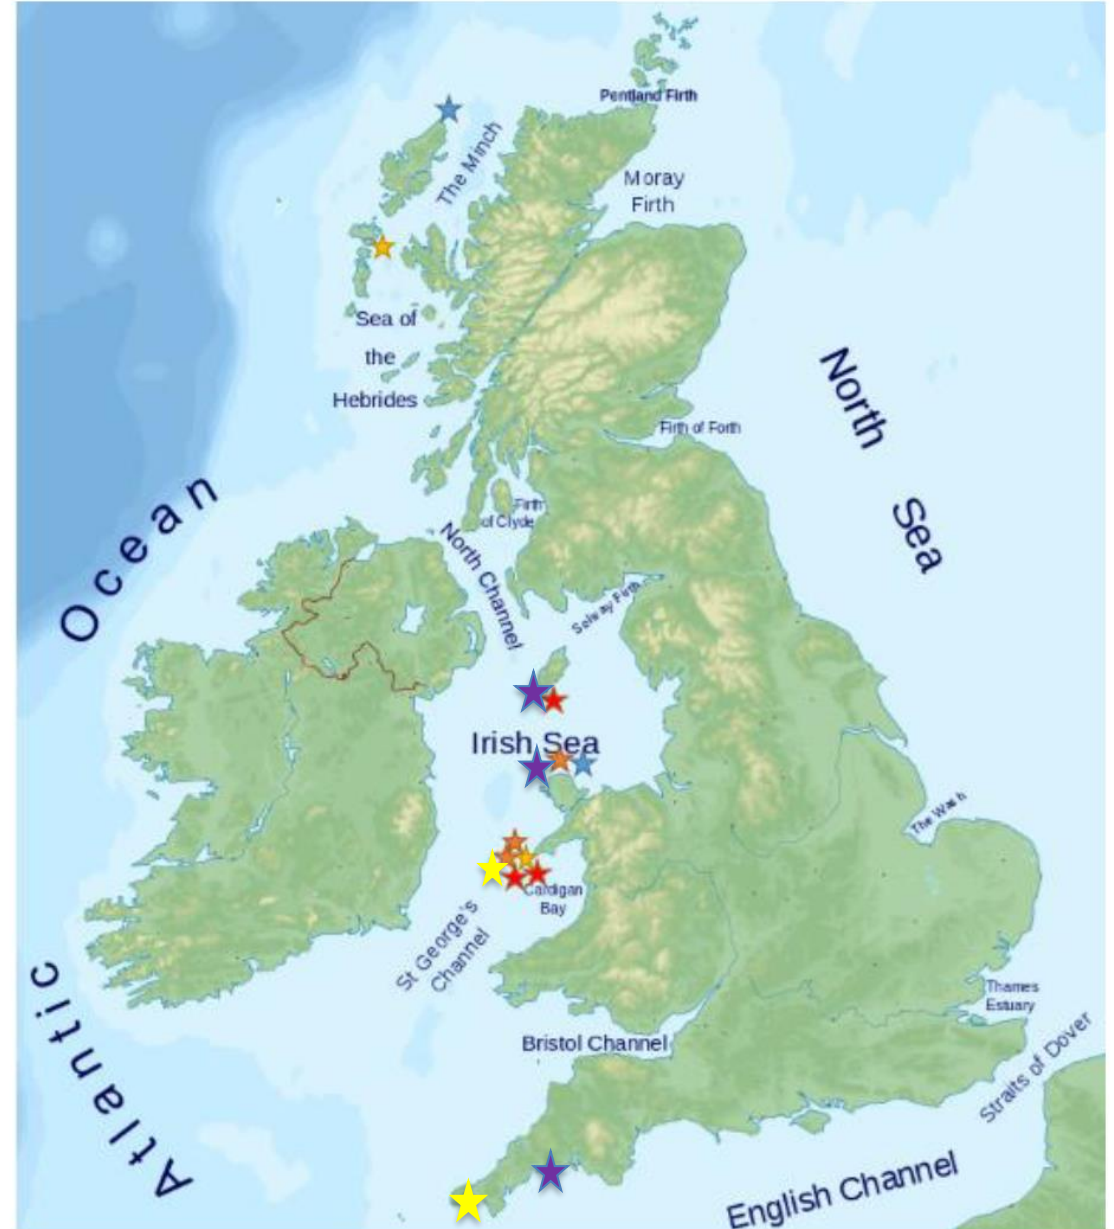 Pentland Firth
The Minch
Moray
Firth
Sea of
the
Hebrides
North
Sea
Firth of Forth
Ocean
Firth
of Clyde
North Channel
Solway Firth
Irish Sea
The Wash
Cardigan
Bay
St George's
Channel
Atlantic
Thames
Estuary
Bristol Channel
Straits of Dover
English Channel